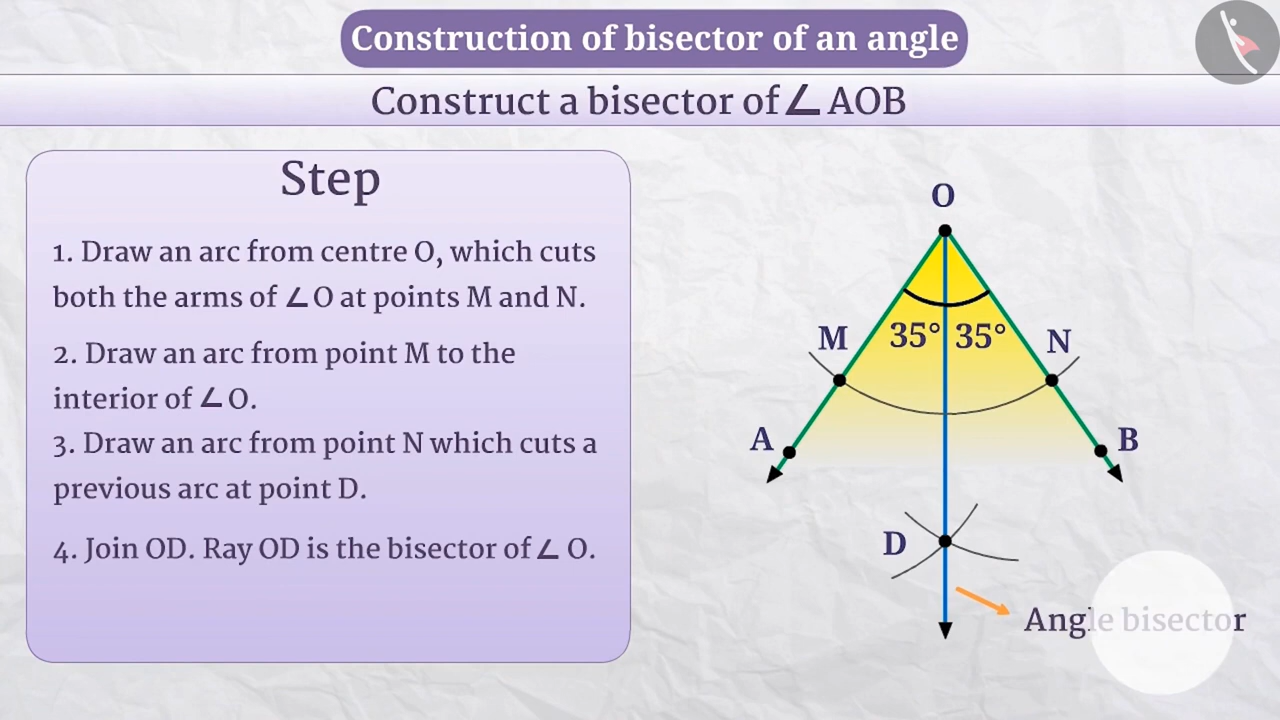 Construction of bisector of an angle
Construct a bisector of ∠AOB
Step
1. Draw an arc from centre O, which cuts
both the arms of ∠O at points M and N.
2. Draw an arc from point M to the
interior of ∠O.
3. Draw an arc from point N which cuts a
previous arc at point D.
4. Join OD. Ray OD is the bisector of ∠ O.
O
M
35° 35°
N
A
B
D
Angle bisector